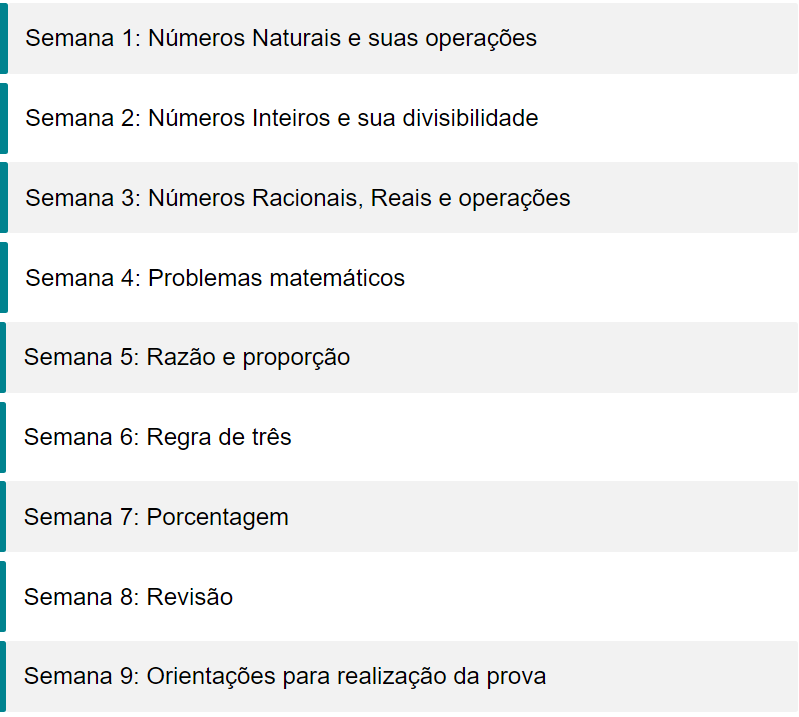 Semana 1: Números Naturais e suas operações
Semana 2: Números Inteiros e sua divisibilidade
Semana 3: Números Racionais, Reais e operações
Semana 4: Problemas matemáticos
Semana 5: Razão e proporção
Semana 6: Regra de três
Semana 7: Porcentagem
Semana 8: Revisão
Semana 9: Orientações para realização da prova